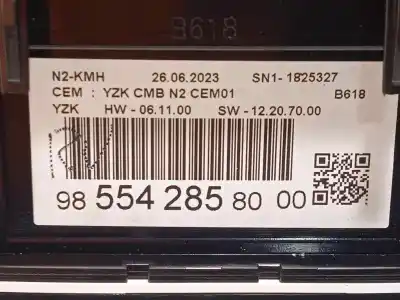 B618
N2-KMH 26.06.2023 SN1- 1825327
CEM : YZK CMB N2 CEM01 B618
YZK HW - 06.11.00 SW - 12.20.70.00
98 554 285 80 00